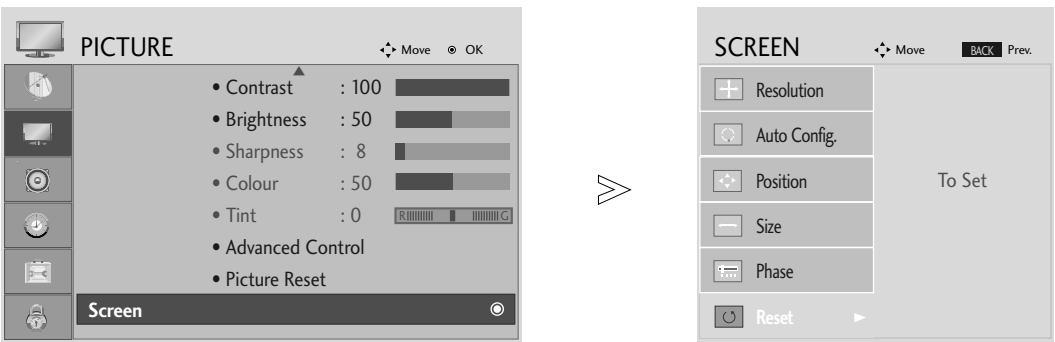 PICTURE Move OK
• Contrast : 100
• Brightness : 50
• Sharpness : 8
• Colour : 50
• Tint : 0 R G
• Advanced Control
• Picture Reset
Screen
SCREEN Move BACK Prev.
Resolution
Auto Config.
Position
Size
Phase
Reset
To Set